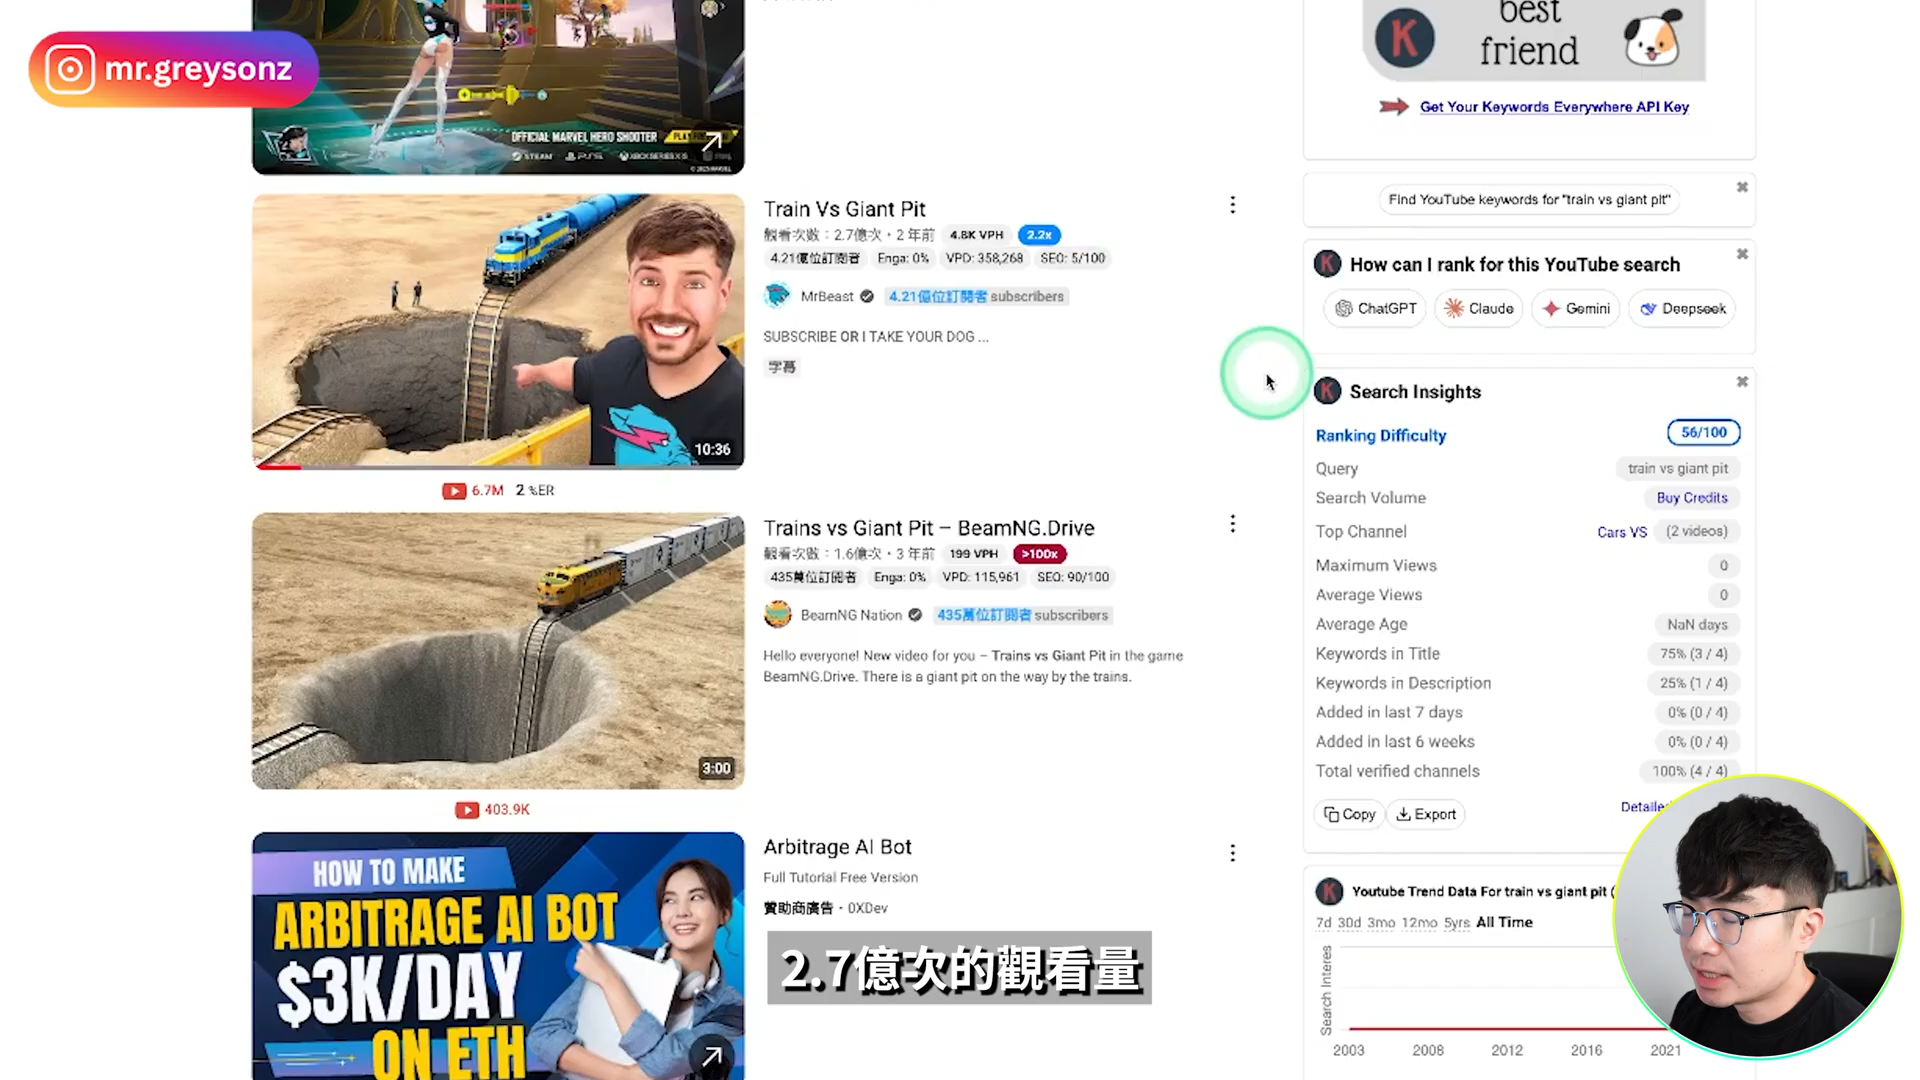 mr.greysonz
OFFICIAL MARVEL HERO SHOOTER
STEAM PS5 XBOX SERIES X|S
best
friend
Get Your Keywords Everywhere API Key
Find YouTube keywords for "train vs giant pit"
How can I rank for this YouTube search
ChatGPT Claude Gemini Deepseek
Train Vs Giant Pit
觀看次數：2.7億次・2 年前 4.8K VPH 2.2x
4.21億位訂閱者 Enga: 0% VPD: 358,268 SEO: 5/100
MrBeast 4.21億位訂閱者 subscribers
SUBSCRIBE OR I TAKE YOUR DOG ...
字幕
10:36
6.7M 2 %ER
Trains vs Giant Pit – BeamNG.Drive
觀看次數：1.6億次・3 年前 199 VPH >100x
435萬位訂閱者 Enga: 0% VPD: 115,961 SEO: 90/100
BeamNG Nation 435萬位訂閱者 subscribers
Hello everyone! New video for you – Trains vs Giant Pit in the game
BeamNG.Drive. There is a giant pit on the way by the trains.
3:00
403.9K
HOW TO MAKE
ARBITRAGE AI BOT
$3K/DAY
ON ETH
Arbitrage AI Bot
Full Tutorial Free Version
贊助商廣告・0XDev
2.7億次的觀看量
Search Insights
Ranking Difficulty 56/100
Query train vs giant pit
Search Volume Buy Credits
Top Channel Cars VS (2 videos)
Maximum Views 0
Average Views 0
Average Age NaN days
Keywords in Title 75% (3 / 4)
Keywords in Description 25% (1 / 4)
Added in last 7 days 0% (0 / 4)
Added in last 6 weeks 0% (0 / 4)
Total verified channels 100% (4 / 4)
Copy Export
Youtube Trend Data For train vs giant pit (
7d 30d 3mo 12mo 5yrs All Time
Search Interes
2003 2008 2012 2016 2021